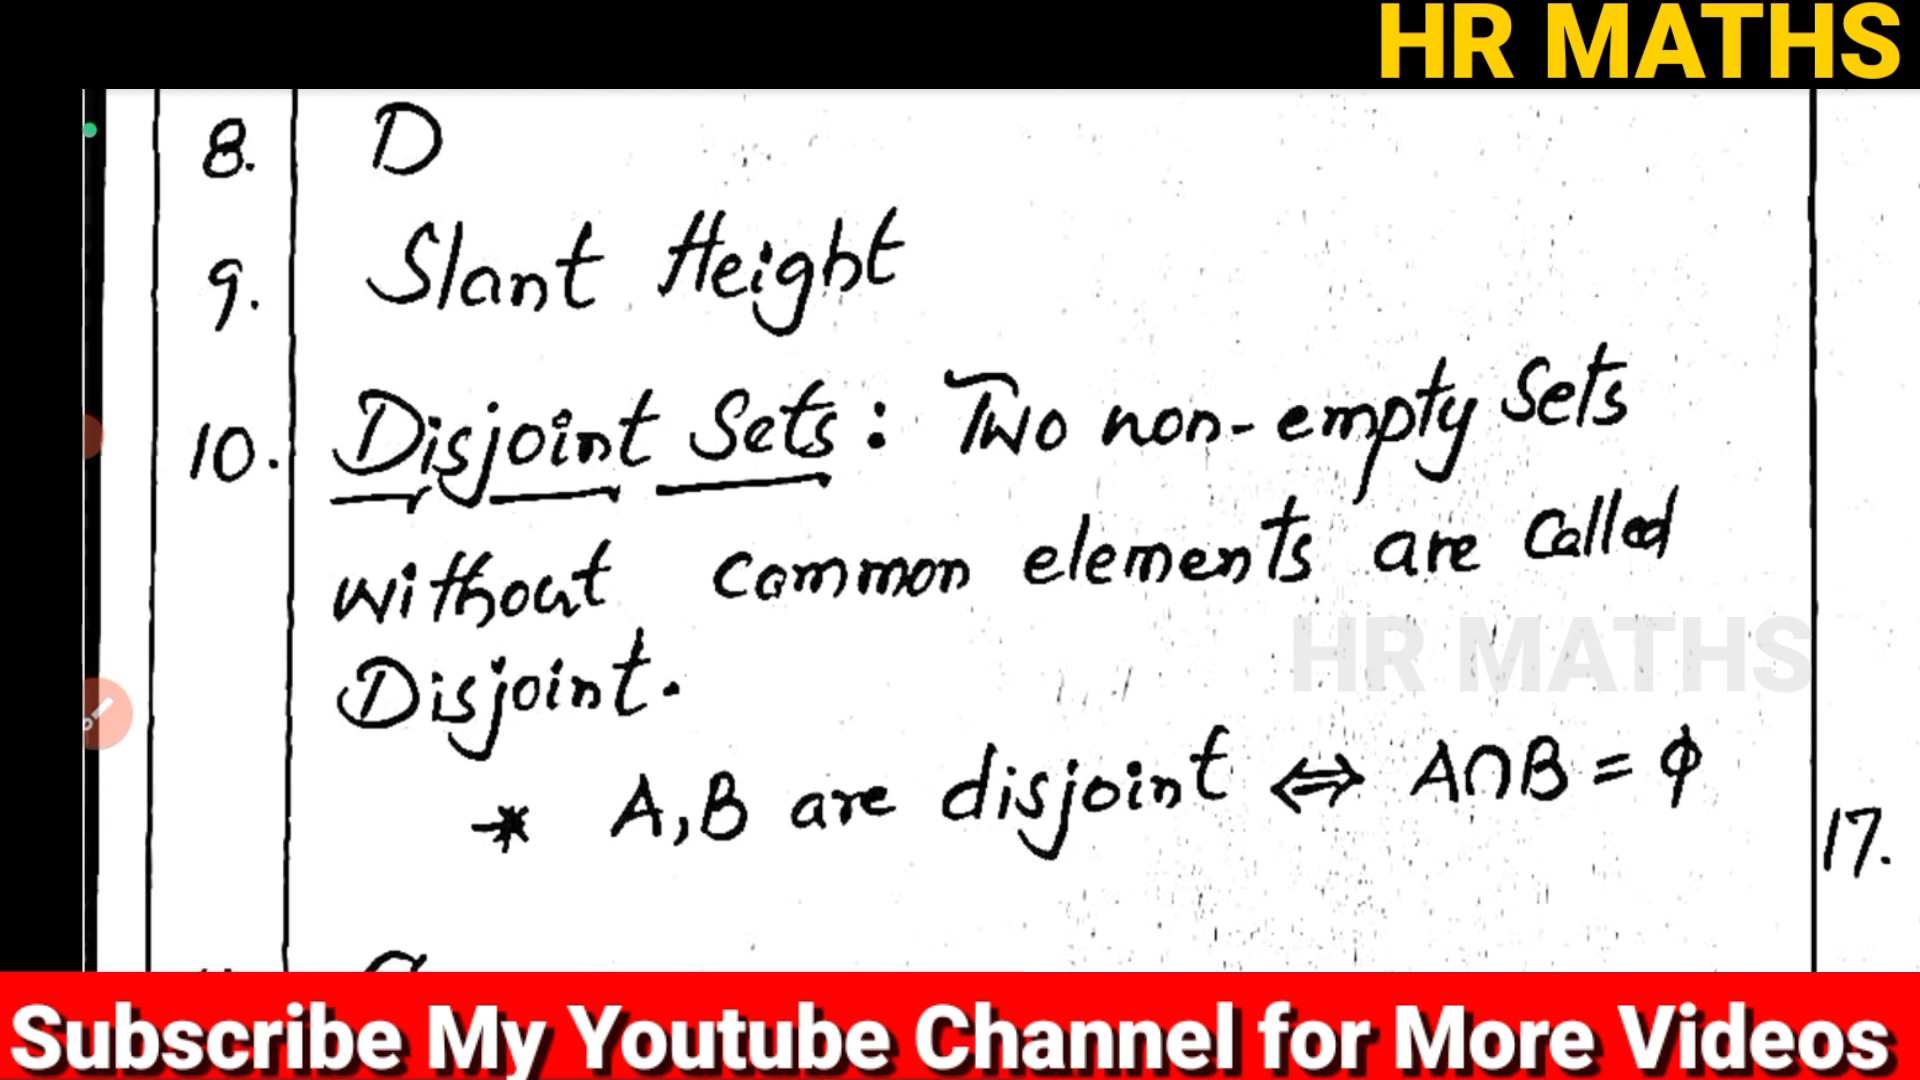 HR MATHS
8. D
9. Slant Height
10. Disjoint Sets: Two non-empty Sets
without common elements are called
Disjoint.
* A,B are disjoint ⇔ A∩B = ϕ
17.
HR MATHS
Subscribe My Youtube Channel for More Videos